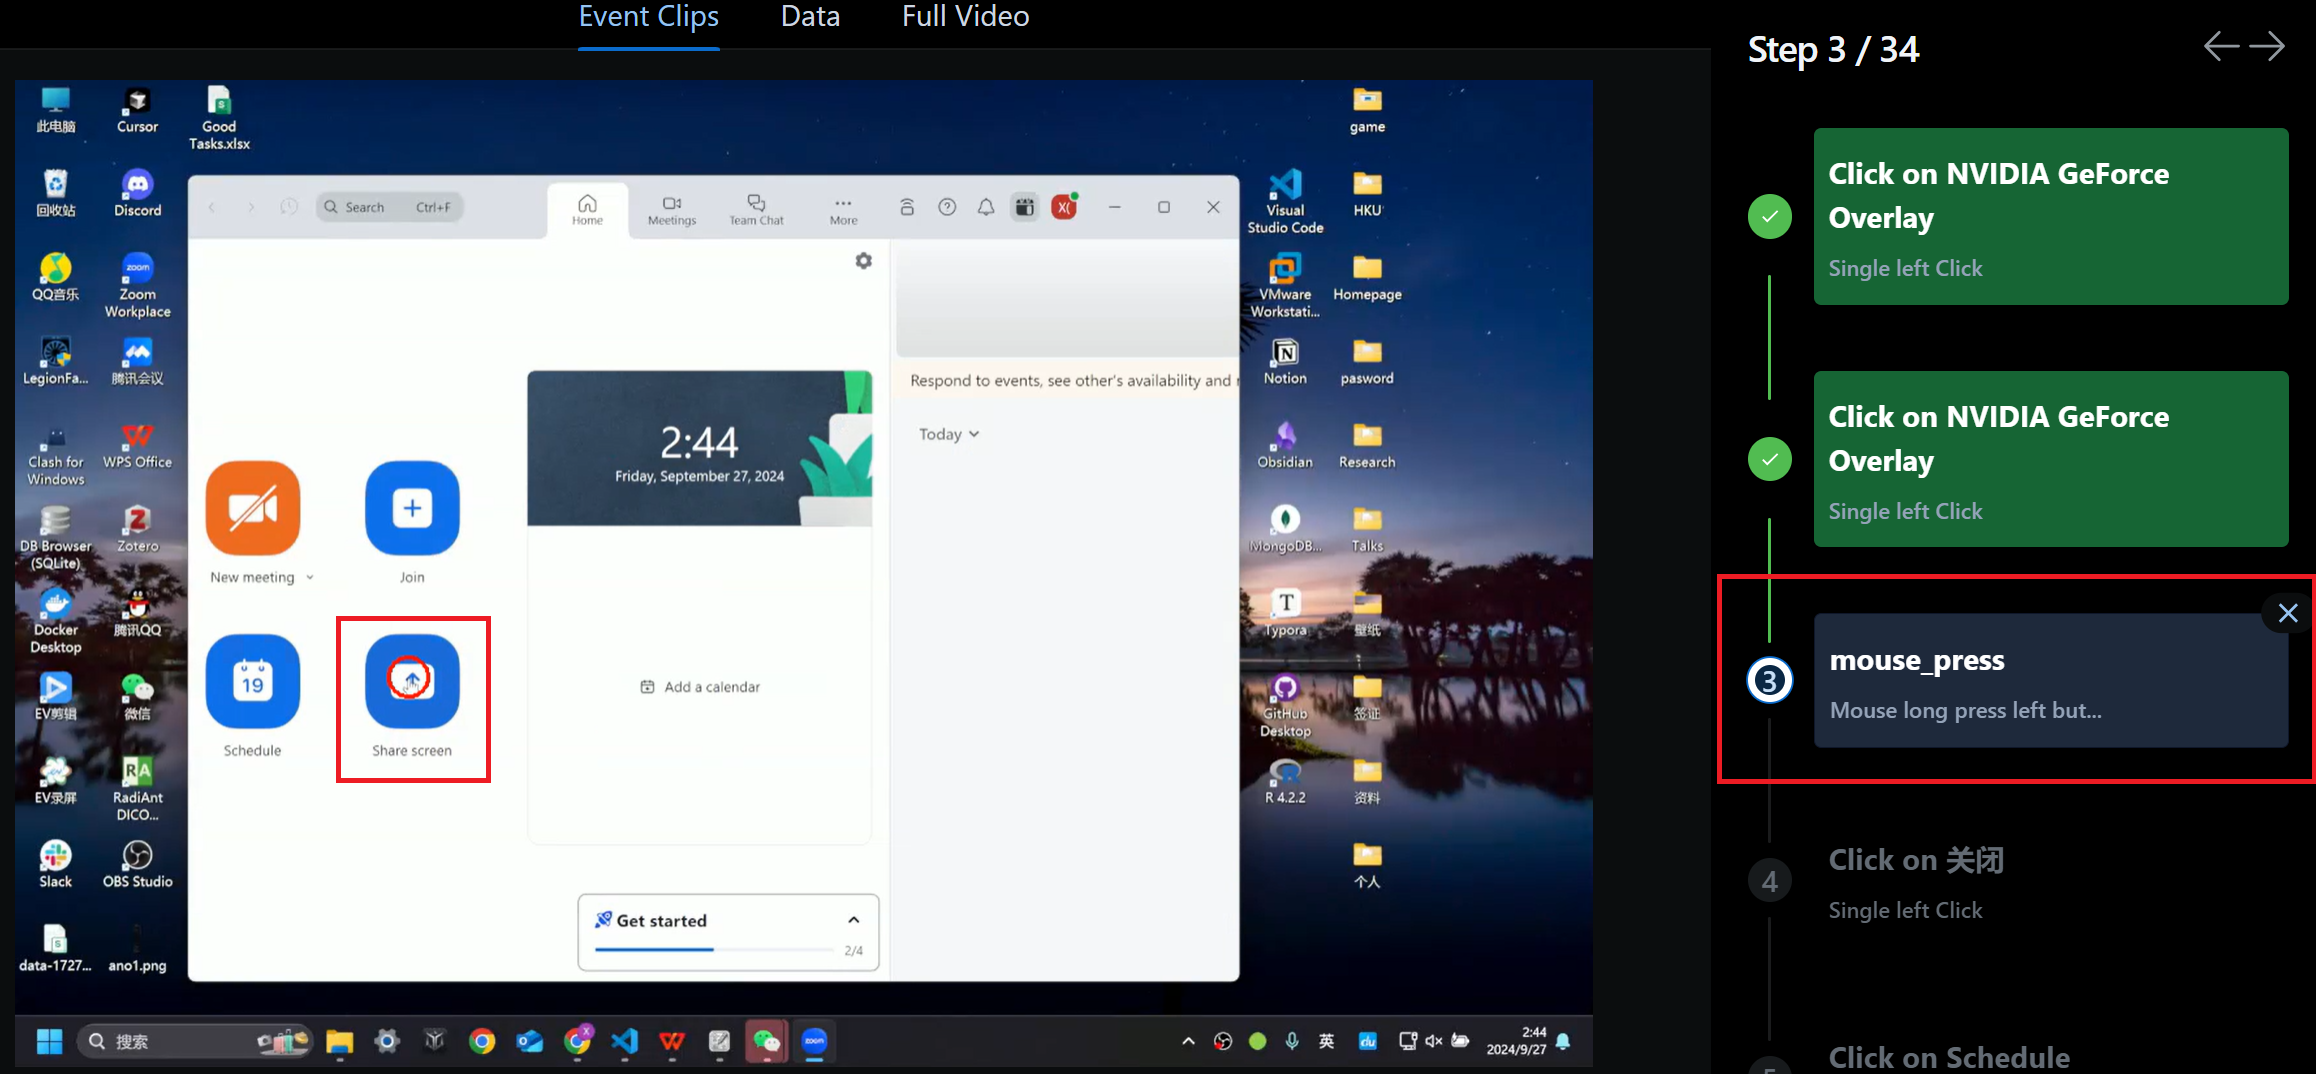 Event Clips
Data
Full Video
Step 3 / 34
此电脑
Cursor
Good
Tasks.xlsx
回收站
Discord
QQ音乐
zoom
Zoom
Workplace
LegionFa...
腾讯会议
Clash for
Windows
WPS Office
DB Browser
(SQLite)
Zotero
Docker
Desktop
腾讯QQ
EV剪辑
微信
EV录屏
RA
RadiAnt
DICO...
Slack
OBS Studio
data-1727...
ano1.png
Search
Ctrl+F
Home
Meetings
Team Chat
More
X(
Respond to events, see other's availability and
Today
2:44
Friday, September 27, 2024
New meeting
Join
19
Schedule
Share screen
Add a calendar
Get started
2/4
game
Visual
Studio Code
HKU
VMware
Workstati...
Homepage
Notion
pasword
Obsidian
Research
MongoDB...
Talks
T
Typora
壁纸
GitHub
Desktop
签证
R 4.2.2
资料
个人
搜索
zoom
英
du
2:44
2024/9/27
Click on NVIDIA GeForce
Overlay
Single left Click
Click on NVIDIA GeForce
Overlay
Single left Click
3
mouse_press
Mouse long press left but...
4
Click on 关闭
Single left Click
5
Click on Schedule